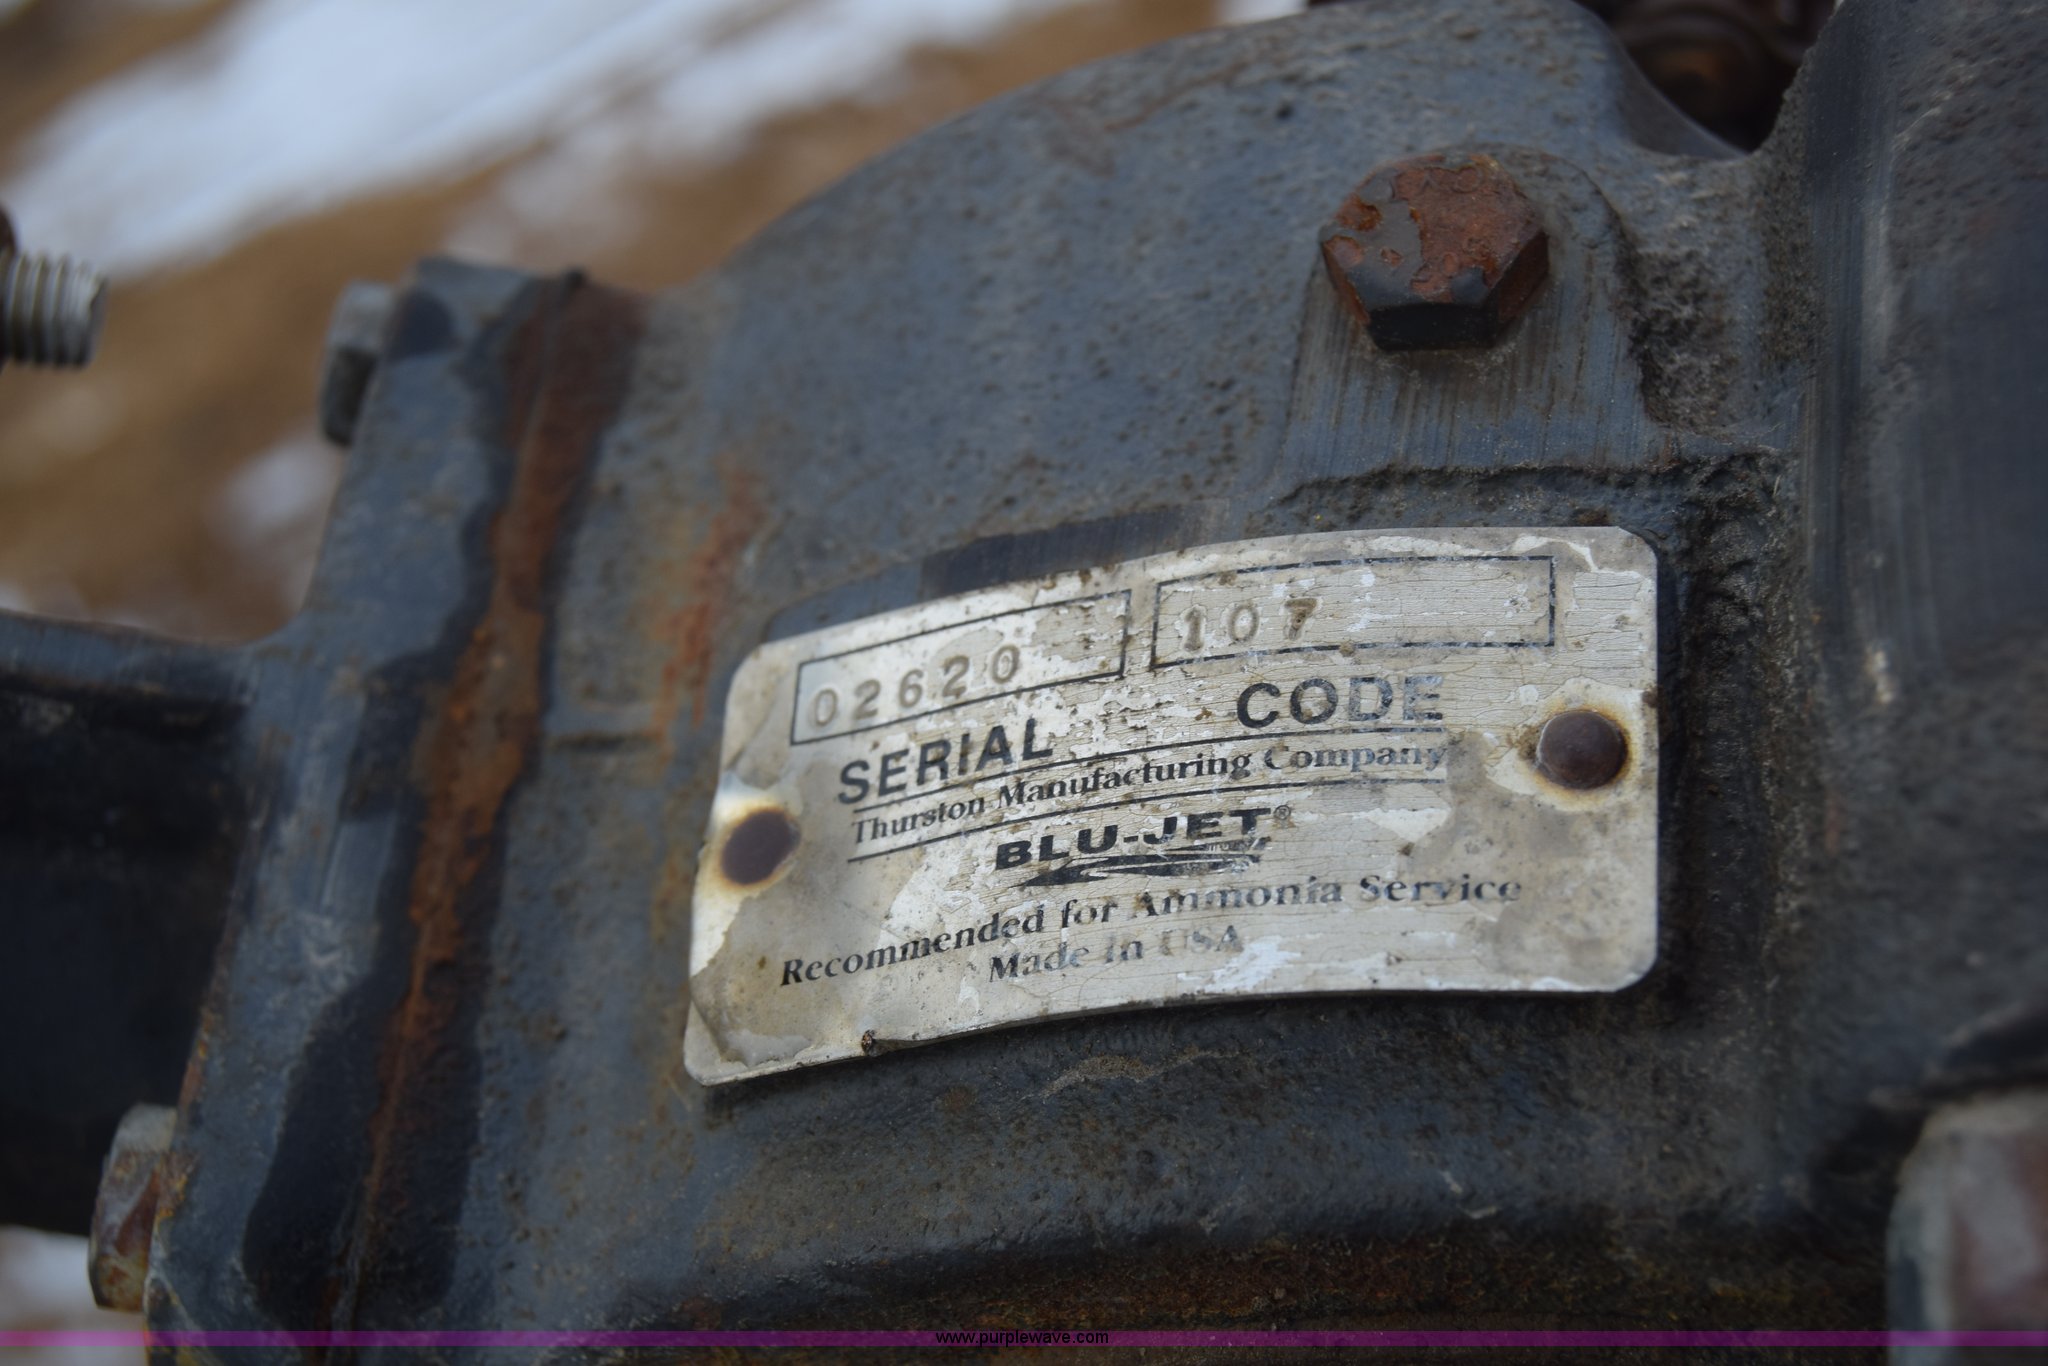 02620 107
SERIAL CODE
Thurston Manufacturing Company
BLU-JET®
Recommended for Ammonia Service
Made in USA
www.purplewave.com